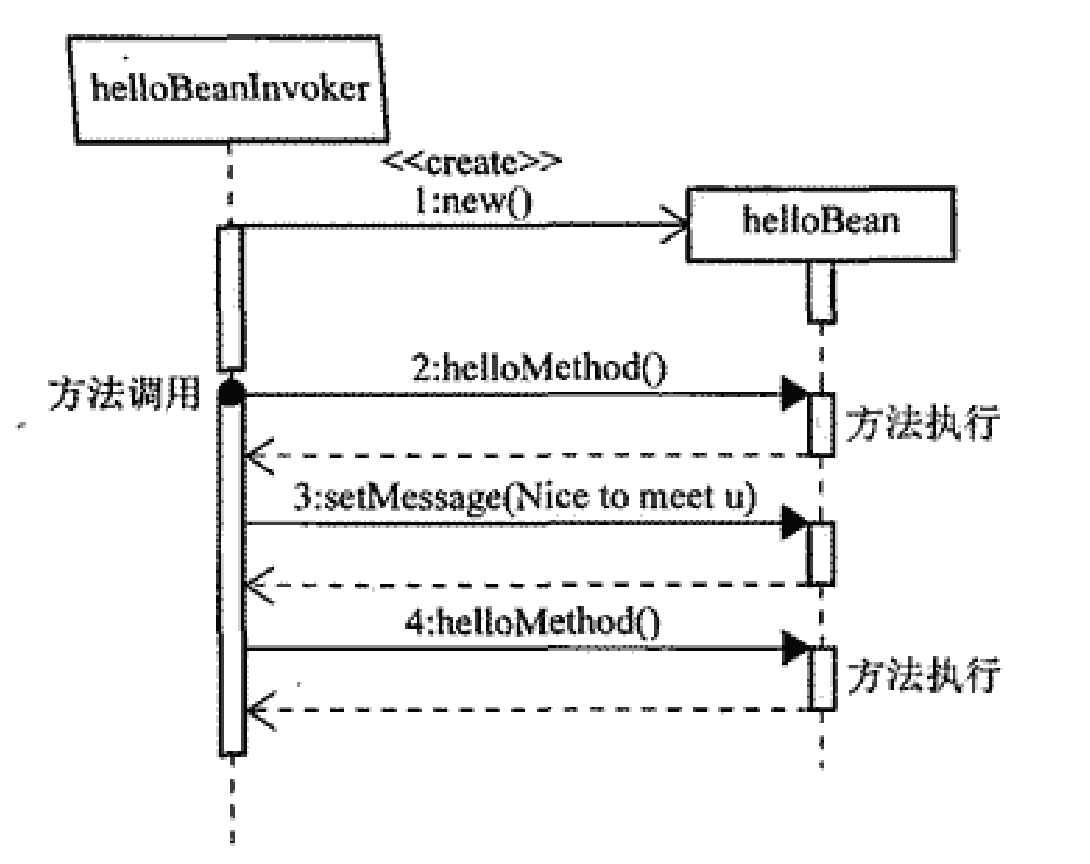 helloBeanInvoker
<<create>>
1:new()
helloBean
2:helloMethod()
方法调用
方法执行
3:setMessage(Nice to meet u)
4:helloMethod()
方法执行